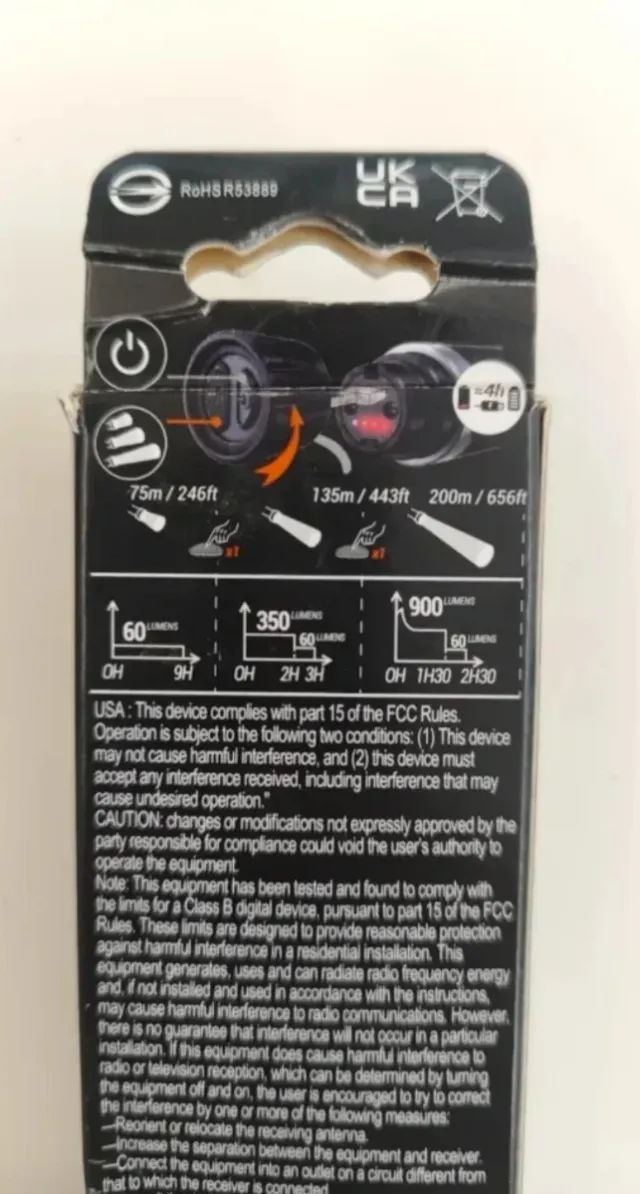 RoHS R53889
UK
CA
≈4h
75m / 246ft
135m / 443ft
200m / 656ft
x1
x1
60 LUMENS
0H
9H
350 LUMENS
60 LUMENS
0H
2H
3H
900 LUMENS
60 LUMENS
0H
1H30
2H30
USA : This device complies with part 15 of the FCC Rules.
Operation is subject to the following two conditions: (1) This device
may not cause harmful interference, and (2) this device must
accept any interference received, including interference that may
cause undesired operation."
CAUTION: changes or modifications not expressly approved by the
party responsible for compliance could void the user's authority to
operate the equipment.
Note: This equipment has been tested and found to comply with
the limits for a Class B digital device, pursuant to part 15 of the FCC
Rules. These limits are designed to provide reasonable protection
against harmful interference in a residential installation. This
equipment generates, uses and can radiate radio frequency energy
and, if not installed and used in accordance with the instructions,
may cause harmful interference to radio communications. However,
there is no guarantee that interference will not occur in a particular
installation. If this equipment does cause harmful interference to
radio or television reception, which can be determined by turning
the equipment off and on, the user is encouraged to try to correct
the interference by one or more of the following measures:
—Reorient or relocate the receiving antenna.
—Increase the separation between the equipment and receiver.
—Connect the equipment into an outlet on a circuit different from
that to which the receiver is connected.